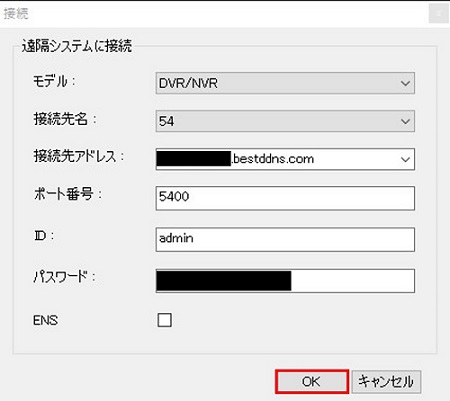 接続
遠隔システムに接続
モデル： DVR/NVR
接続先名： 54
接続先アドレス： .bestddns.com
ポート番号： 5400
ID： admin
パスワード：
ENS
OK キャンセル